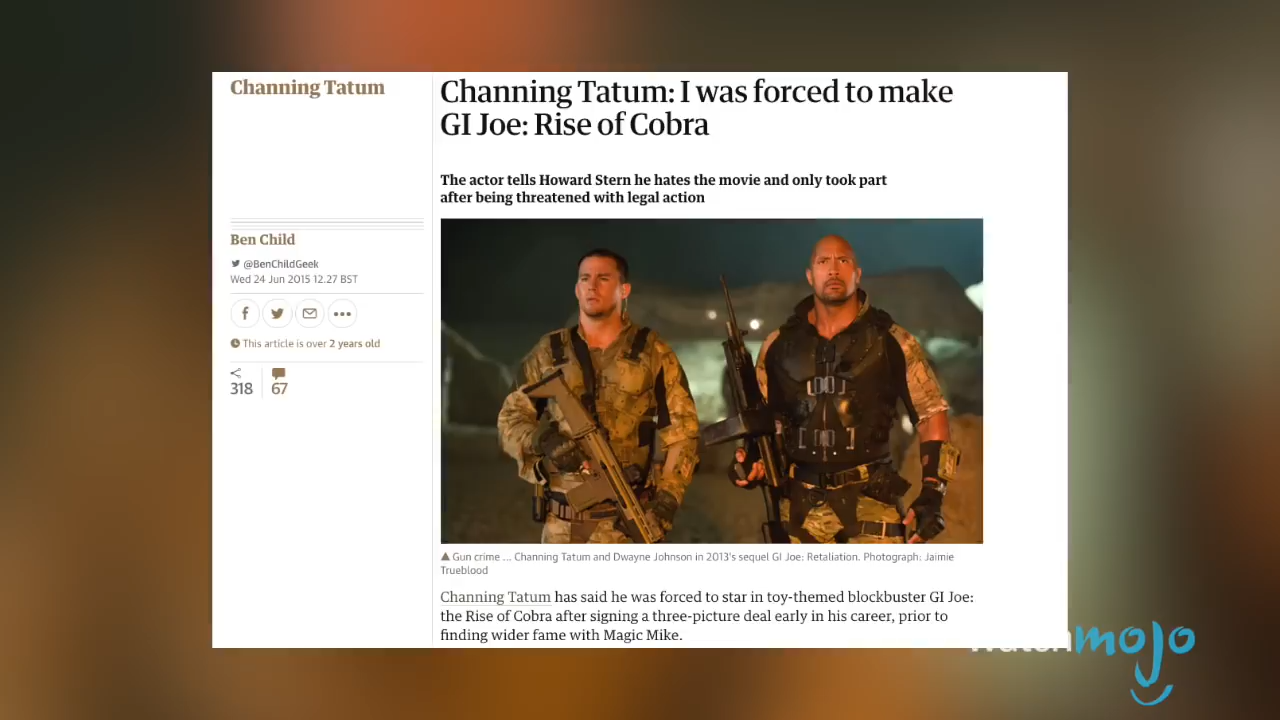 Channing Tatum
Channing Tatum: I was forced to make
GI Joe: Rise of Cobra
The actor tells Howard Stern he hates the movie and only took part
after being threatened with legal action
Ben Child
@BenChildGeek
Wed 24 Jun 2015 12.27 BST
This article is over 2 years old
318
67
Gun crime ... Channing Tatum and Dwayne Johnson in 2013's sequel GI Joe: Retaliation. Photograph: Jaimie
Trueblood
Channing Tatum has said he was forced to star in toy-themed blockbuster GI Joe:
the Rise of Cobra after signing a three-picture deal early in his career, prior to
finding wider fame with Magic Mike.
Watchmojo